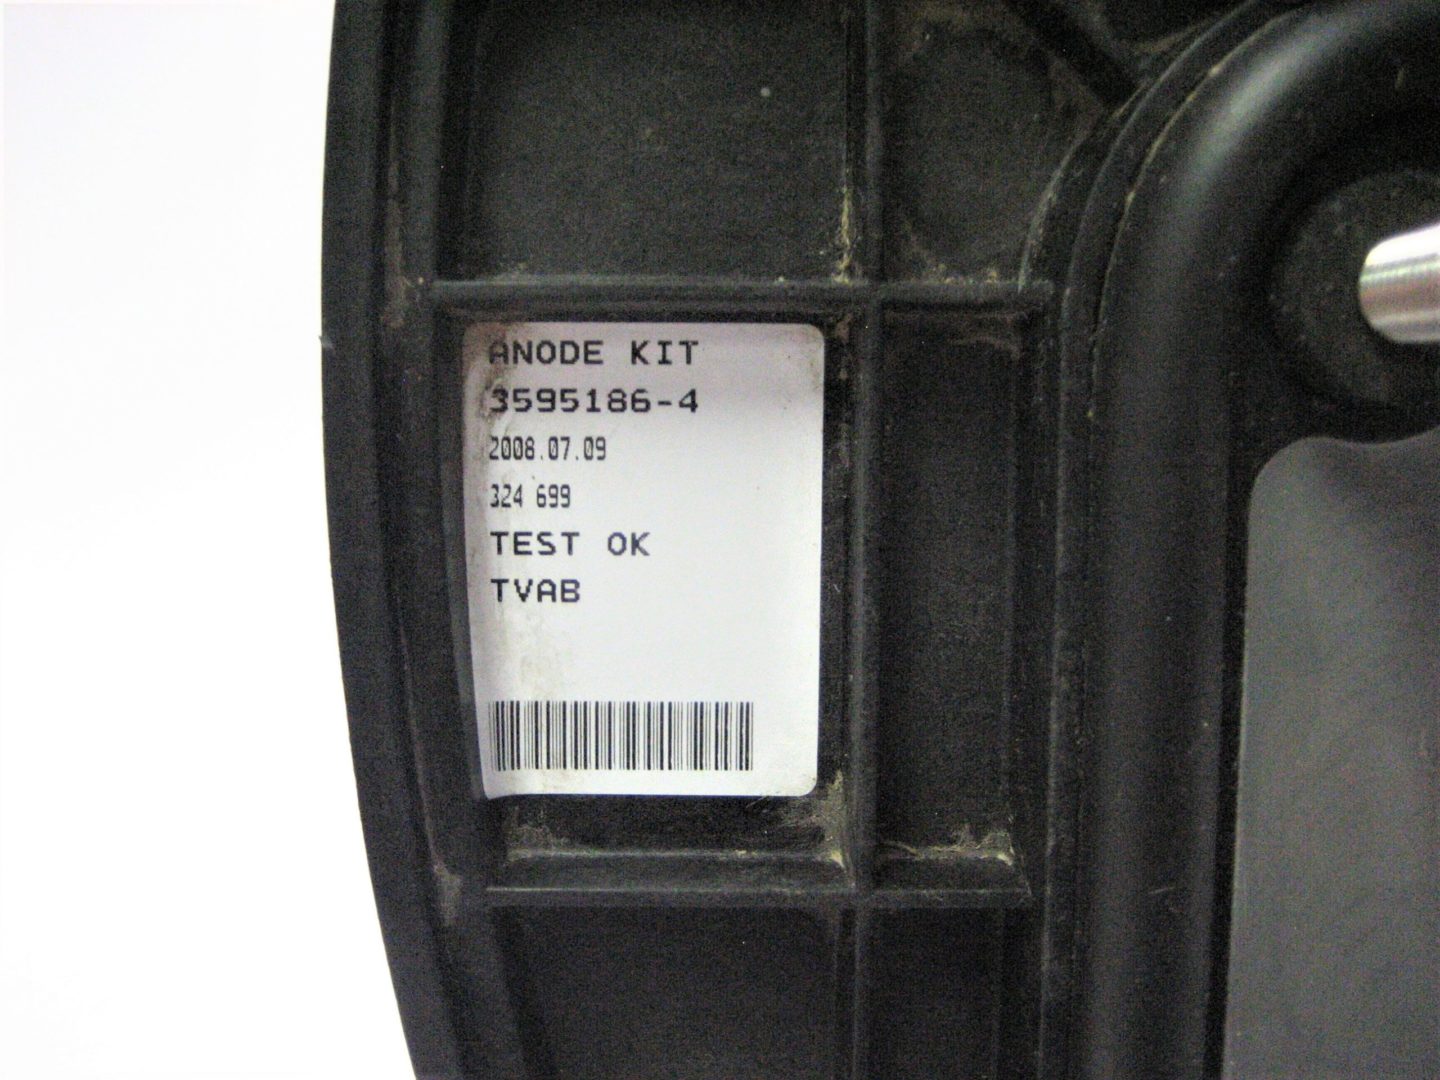 ANODE KIT
3595186-4
2008.07.09
324 699
TEST OK
TVAB